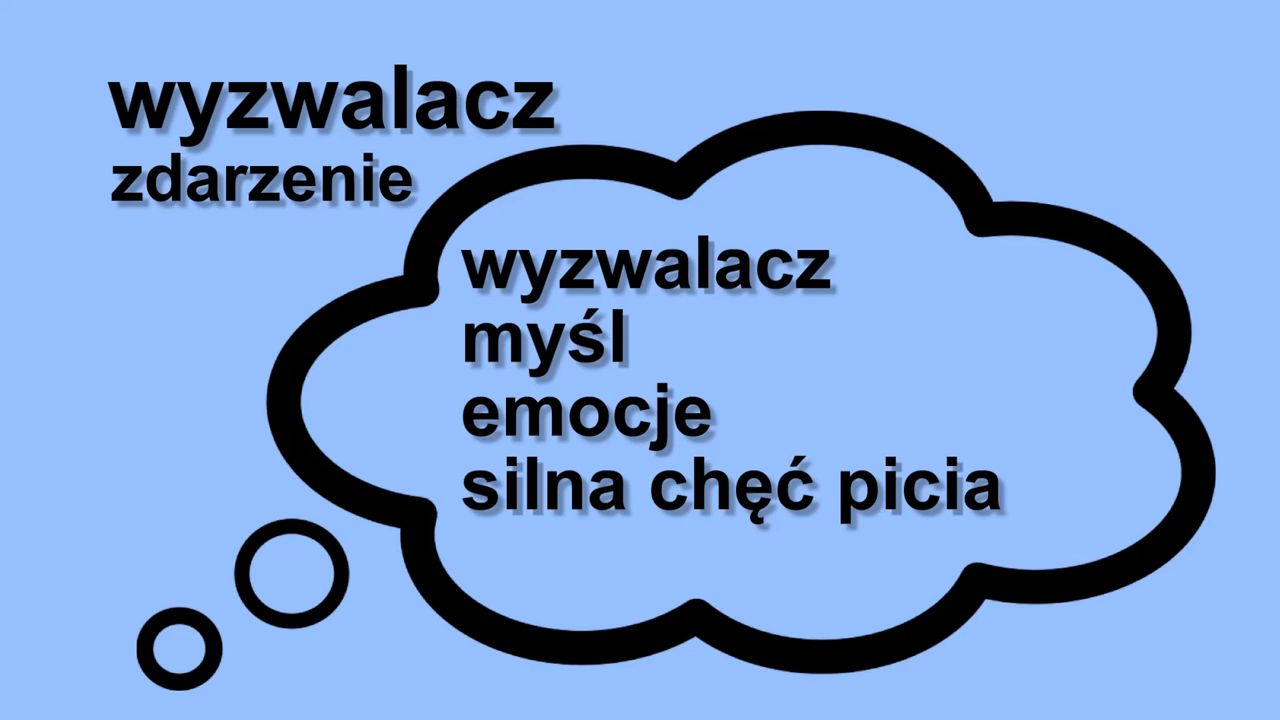 wyzwalacz
zdarzenie
wyzwalacz
myśl
emocje
silna chęć picia